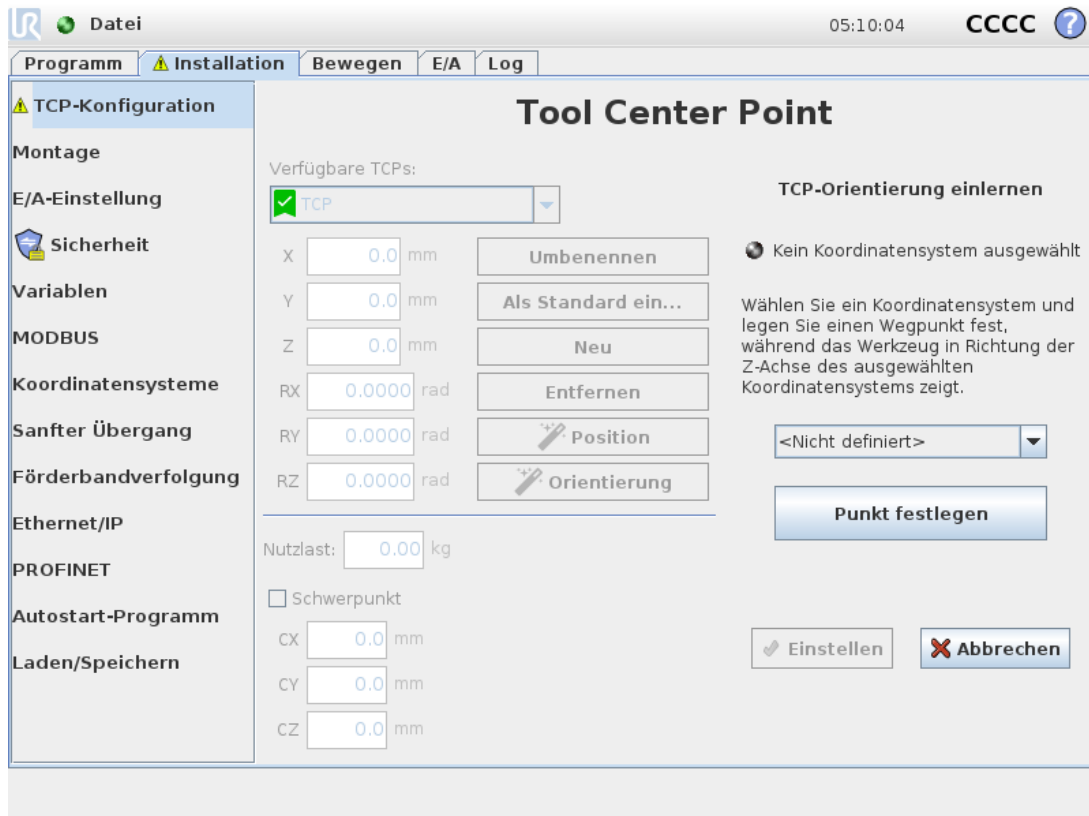 UR Datei 05:10:04 CCCC ?
Programm Installation Bewegen E/A Log
TCP-Konfiguration
Montage
E/A-Einstellung
Sicherheit
Variablen
MODBUS
Koordinatensysteme
Sanfter Übergang
Förderbandverfolgung
Ethernet/IP
PROFINET
Autostart-Programm
Laden/Speichern
Tool Center Point
Verfügbare TCPs:
TCP
X 0.0 mm Umbenennen
Y 0.0 mm Als Standard ein...
Z 0.0 mm Neu
RX 0.0000 rad Entfernen
RY 0.0000 rad Position
RZ 0.0000 rad Orientierung
Nutzlast: 0.00 kg
Schwerpunkt
CX 0.0 mm
CY 0.0 mm
CZ 0.0 mm
TCP-Orientierung einlernen
Kein Koordinatensystem ausgewählt
Wählen Sie ein Koordinatensystem und
legen Sie einen Wegpunkt fest,
während das Werkzeug in Richtung der
Z-Achse des ausgewählten
Koordinatensystems zeigt.
<Nicht definiert>
Punkt festlegen
Einstellen Abbrechen